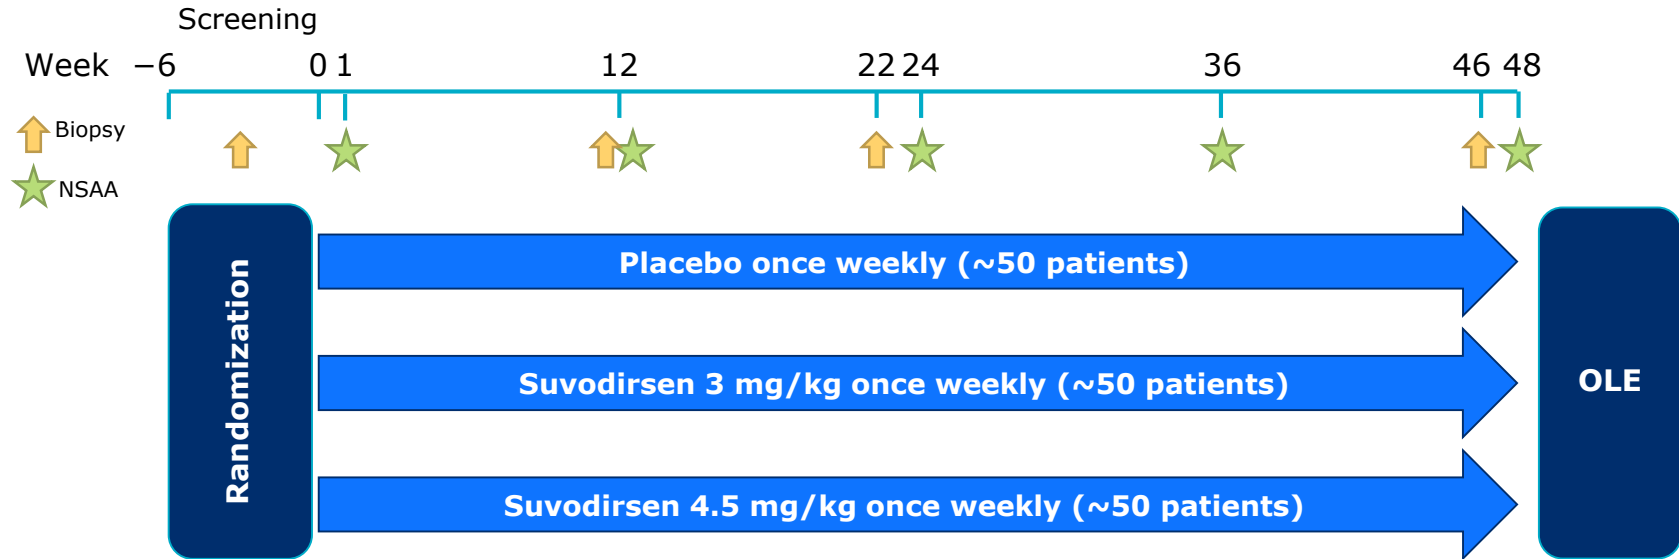 Screening
Week −6 0 1 12 22 24 36 46 48
Biopsy
NSAA
Randomization
Placebo once weekly (~50 patients)
Suvodirsen 3 mg/kg once weekly (~50 patients)
Suvodirsen 4.5 mg/kg once weekly (~50 patients)
OLE